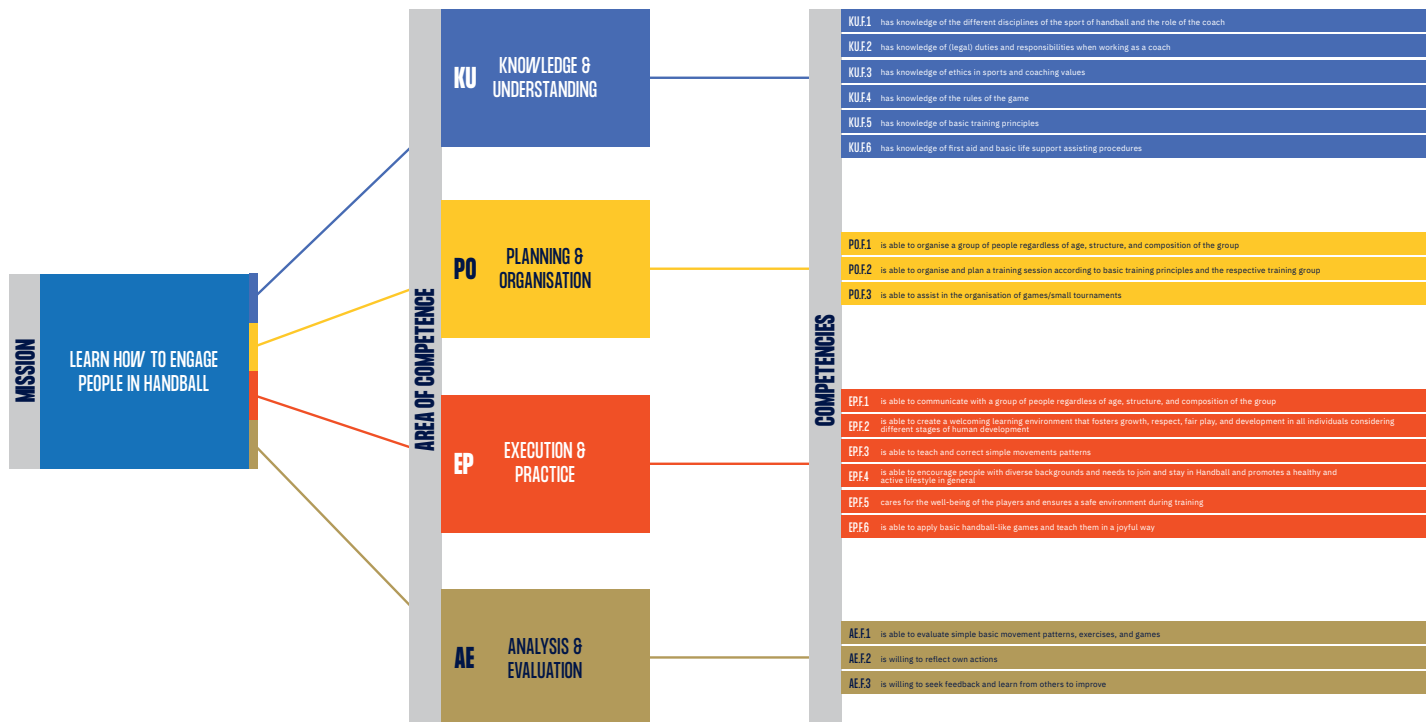 MISSION
LEARN HOW TO ENGAGE
PEOPLE IN HANDBALL
AREA OF COMPETENCE
KU
KNOWLEDGE &
UNDERSTANDING
PO
PLANNING &
ORGANISATION
EP
EXECUTION &
PRACTICE
AE
ANALYSIS &
EVALUATION
COMPETENCIES
KU.F.1 has knowledge of the different disciplines of the sport of handball and the role of the coach
KU.F.2 has knowledge of (legal) duties and responsibilities when working as a coach
KU.F.3 has knowledge of ethics in sports and coaching values
KU.F.4 has knowledge of the rules of the game
KU.F.5 has knowledge of basic training principles
KU.F.6 has knowledge of first aid and basic life support assisting procedures
PO.F.1 is able to organise a group of people regardless of age, structure, and composition of the group
PO.F.2 is able to organise and plan a training session according to basic training principles and the respective training group
PO.F.3 is able to assist in the organisation of games/small tournaments
EP.F.1 is able to communicate with a group of people regardless of age, structure, and composition of the group
EP.F.2 is able to create a welcoming learning environment that fosters growth, respect, fair play, and development in all individuals considering
different stages of human development
EP.F.3 is able to teach and correct simple movements patterns
EP.F.4 is able to encourage people with diverse backgrounds and needs to join and stay in Handball and promotes a healthy and
active lifestyle in general
EP.F.5 cares for the well-being of the players and ensures a safe environment during training
EP.F.6 is able to apply basic handball-like games and teach them in a joyful way
AE.F.1 is able to evaluate simple basic movement patterns, exercises, and games
AE.F.2 is willing to reflect own actions
AE.F.3 is willing to seek feedback and learn from others to improve